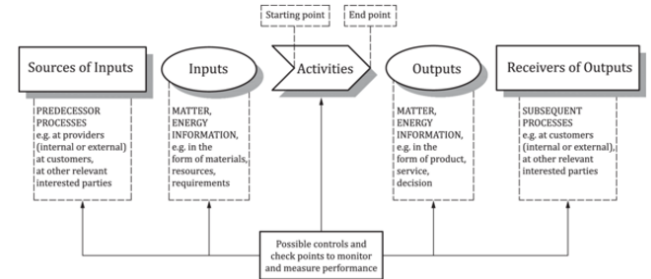 Starting point
End point
Sources of Inputs
Inputs
Activities
Outputs
Receivers of Outputs
PREDECESSOR
PROCESSES
e.g. at providers
(internal or external)
at customers,
at other relevant
interested parties
MATTER,
ENERGY
INFORMATION,
e.g. in the
form of materials,
resources,
requirements
MATTER,
ENERGY
INFORMATION,
e.g. in the
form of product,
service,
decision
SUBSEQUENT
PROCESSES
e.g. at customers
(internal or external),
at other relevant
interested parties
Possible controls and
check points to monitor
and measure performance